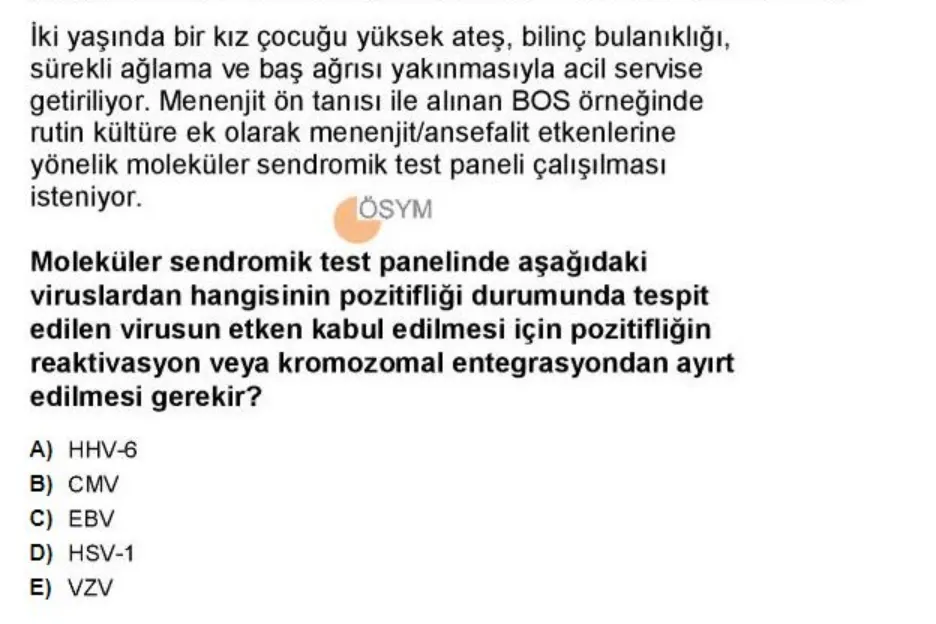 İki yaşında bir kız çocuğu yüksek ateş, bilinç bulanıklığı,
sürekli ağlama ve baş ağrısı yakınmasıyla acil servise
getiriliyor. Menenjit ön tanısı ile alınan BOS örneğinde
rutin kültüre ek olarak menenjit/ansefalit etkenlerine
yönelik moleküler sendromik test paneli çalışılması
isteniyor.
ÖSYM
Moleküler sendromik test panelinde aşağıdaki
viruslardan hangisinin pozitifliği durumunda tespit
edilen virusun etken kabul edilmesi için pozitifliğin
reaktivasyon veya kromozomal entegrasyondan ayırt
edilmesi gerekir?
A) HHV-6
B) CMV
C) EBV
D) HSV-1
E) VZV